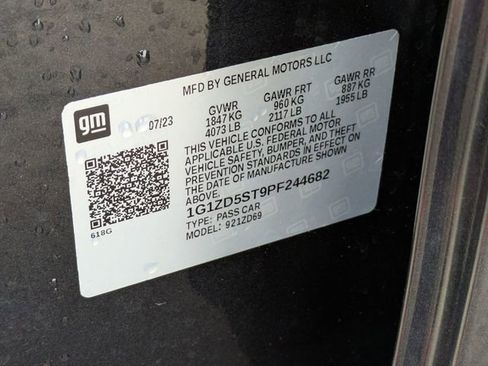 MFD BY GENERAL MOTORS LLC
gm
07/23
GVWR GAWR FRT GAWR RR
1847 KG 960 KG 887 KG
4073 LB 2117 LB 1955 LB
THIS VEHICLE CONFORMS TO ALL
APPLICABLE U.S. FEDERAL MOTOR
VEHICLE SAFETY, BUMPER, AND THEFT
PREVENTION STANDARDS IN EFFECT ON
THE DATE OF MANUFACTURE SHOWN
ABOVE.
1G1ZD5ST9PF244682
TYPE: PASS CAR
MODEL: 921ZD69
618G